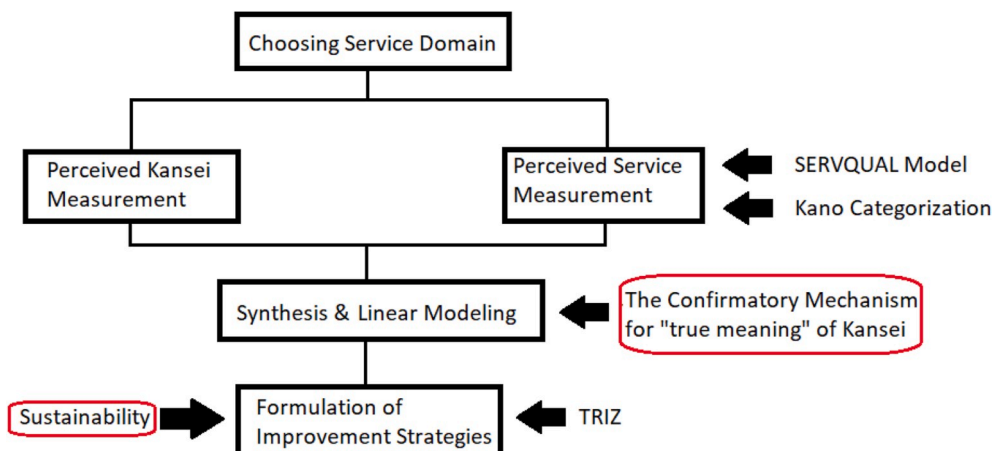 Choosing Service Domain
Perceived Kansei
Measurement
Perceived Service
Measurement
SERVQUAL Model
Kano Categorization
Synthesis & Linear Modeling
The Confirmatory Mechanism
for "true meaning" of Kansei
Sustainability
Formulation of
Improvement Strategies
TRIZ